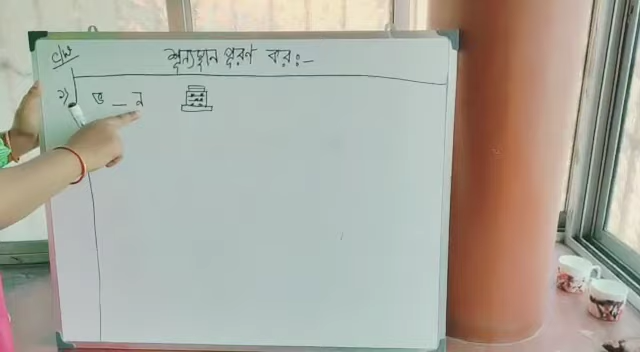 C/W
শূন্যস্থান পূরণ কর :-
১) ভ _ ন